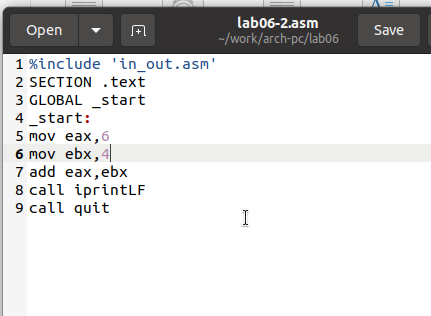 lab06-2.asm
Open
~/work/arch-pc/lab06
Save
1 %include 'in_out.asm'
2 SECTION .text
3 GLOBAL _start
4 _start:
5 mov eax,6
6 mov ebx,4
7 add eax,ebx
8 call iprintLF
9 call quit